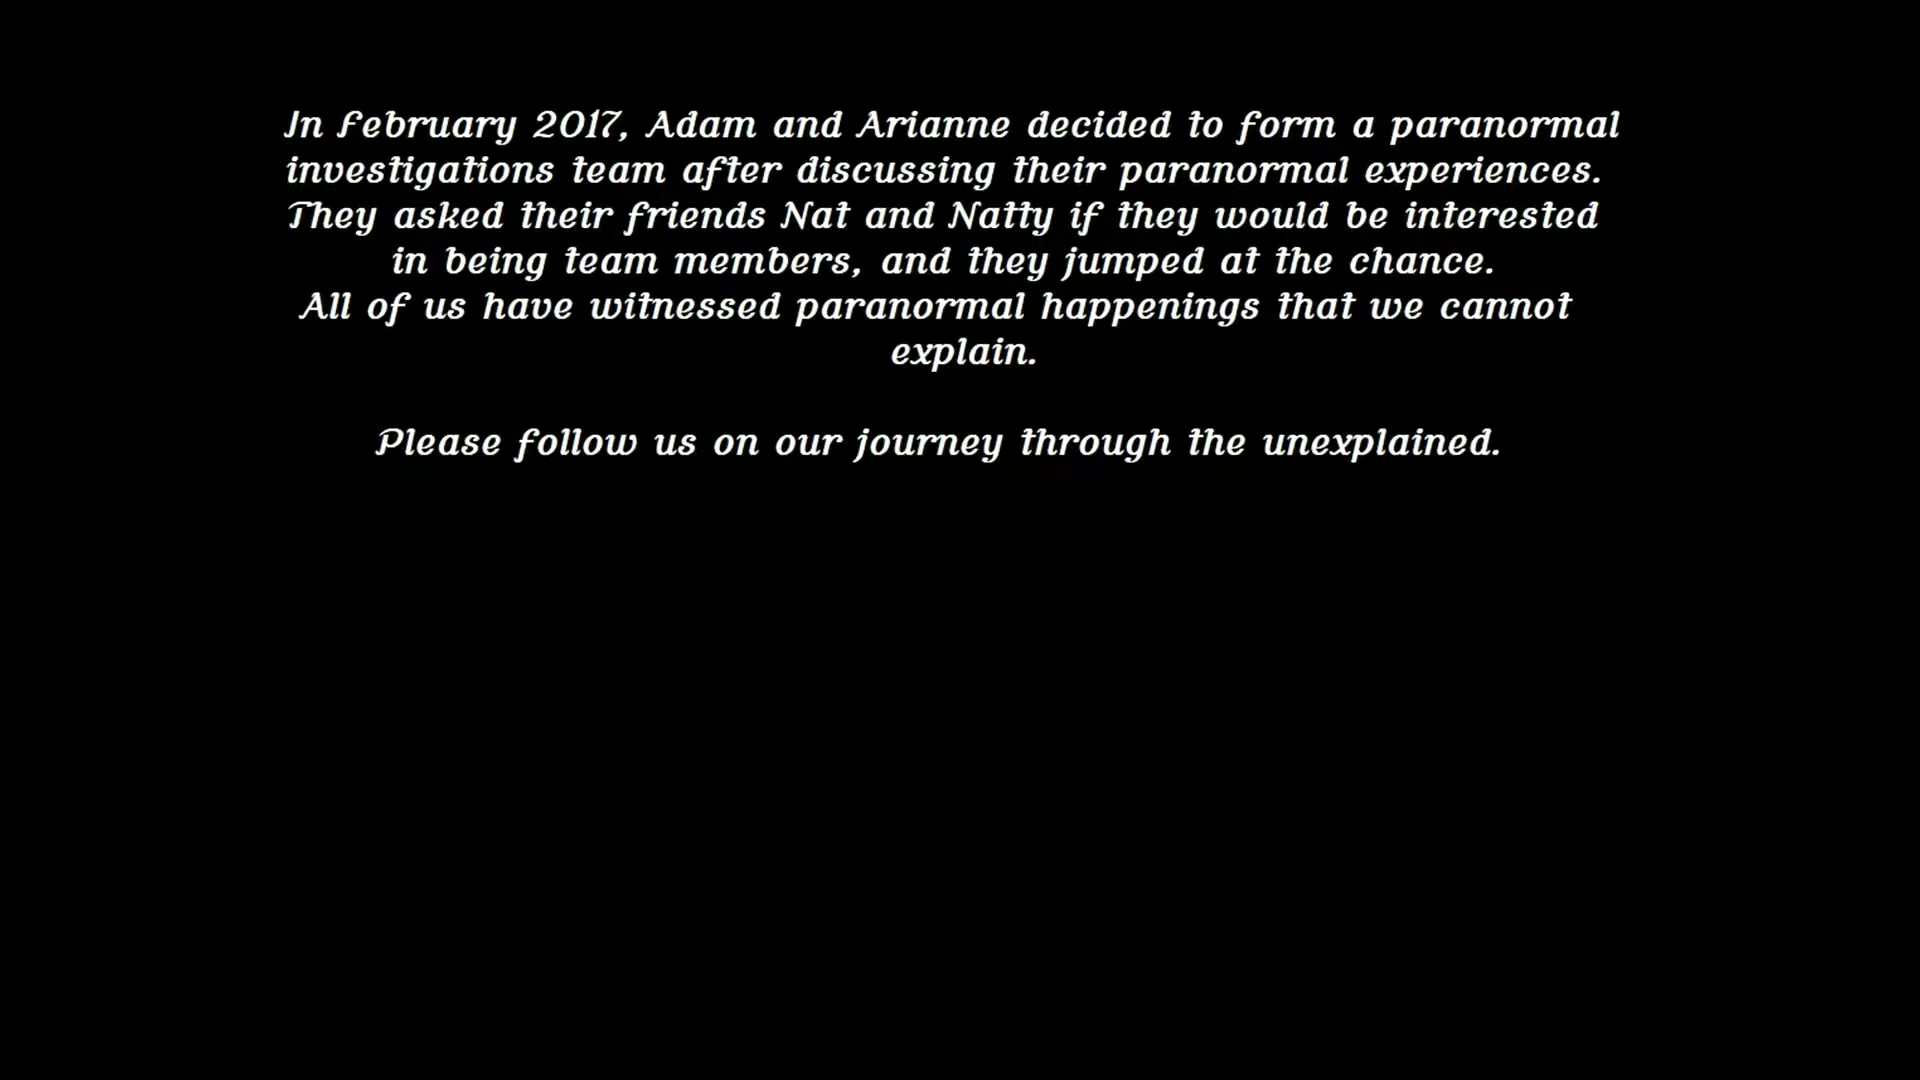 In February 2017, Adam and Arianne decided to form a paranormal
investigations team after discussing their paranormal experiences.
They asked their friends Nat and Natty if they would be interested
in being team members, and they jumped at the chance.
All of us have witnessed paranormal happenings that we cannot
explain.
Please follow us on our journey through the unexplained.